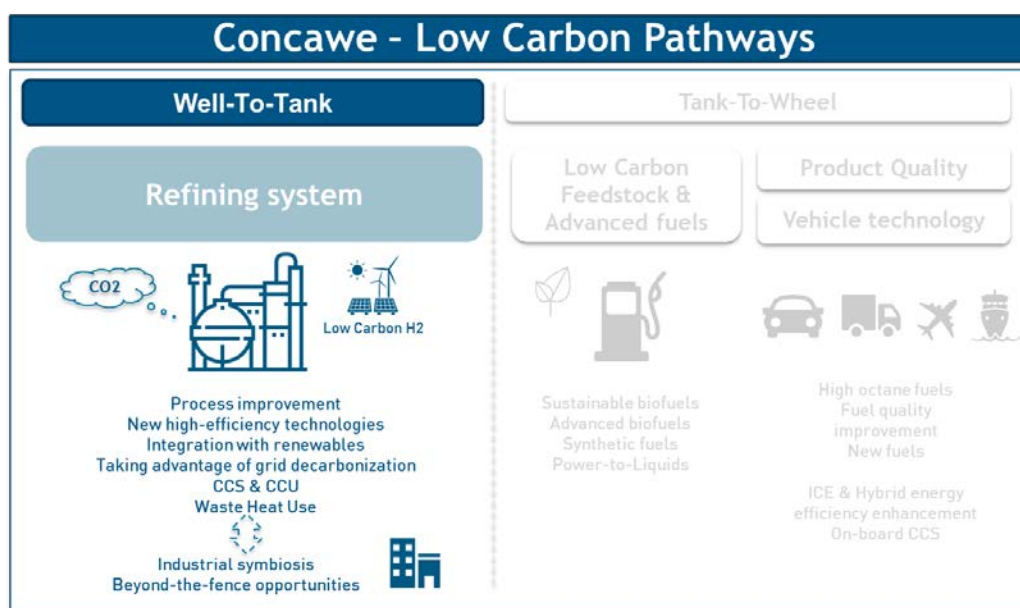 Concawe – Low Carbon Pathways
Well-To-Tank
Refining system
CO2
Low Carbon H2
Process improvement
New high-efficiency technologies
Integration with renewables
Taking advantage of grid decarbonization
CCS & CCU
Waste Heat Use
Industrial symbiosis
Beyond-the-fence opportunities
Tank-To-Wheel
Low Carbon
Feedstock &
Advanced fuels
Product Quality
Vehicle technology
Sustainable biofuels
Advanced biofuels
Synthetic fuels
Power-to-Liquids
High octane fuels
Fuel quality
improvement
New fuels
ICE & Hybrid energy
efficiency enhancement
On-board CCS